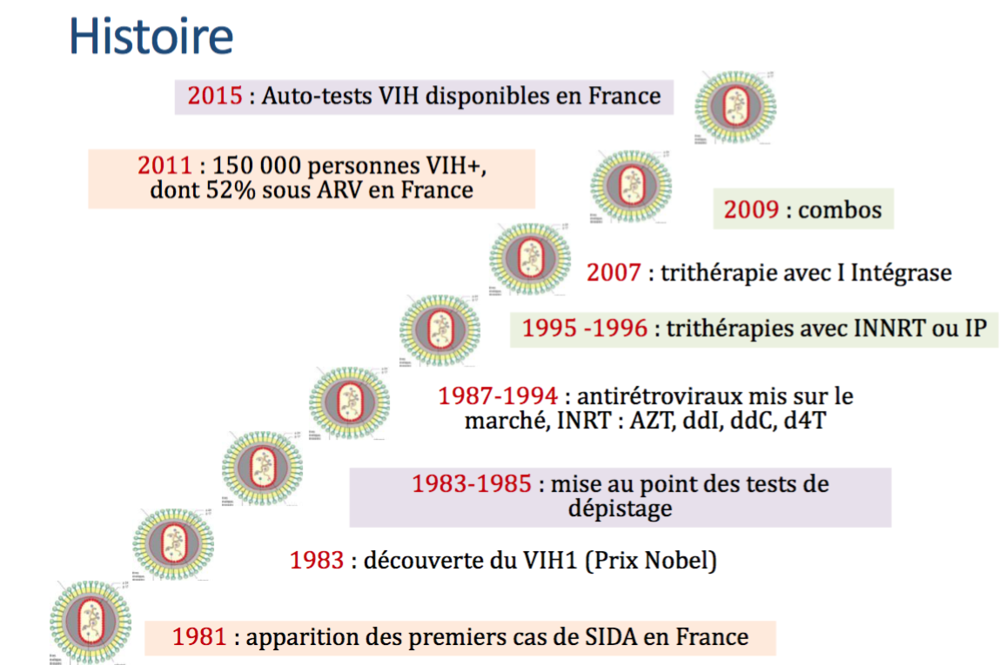 Histoire
2015 : Auto-tests VIH disponibles en France
2011 : 150 000 personnes VIH+,
dont 52% sous ARV en France
2009 : combos
2007 : trithérapie avec I Intégrase
1995 -1996 : trithérapies avec INNRT ou IP
1987-1994 : antirétroviraux mis sur le
marché, INRT : AZT, ddI, ddC, d4T
1983-1985 : mise au point des tests de
dépistage
1983 : découverte du VIH1 (Prix Nobel)
1981 : apparition des premiers cas de SIDA en France